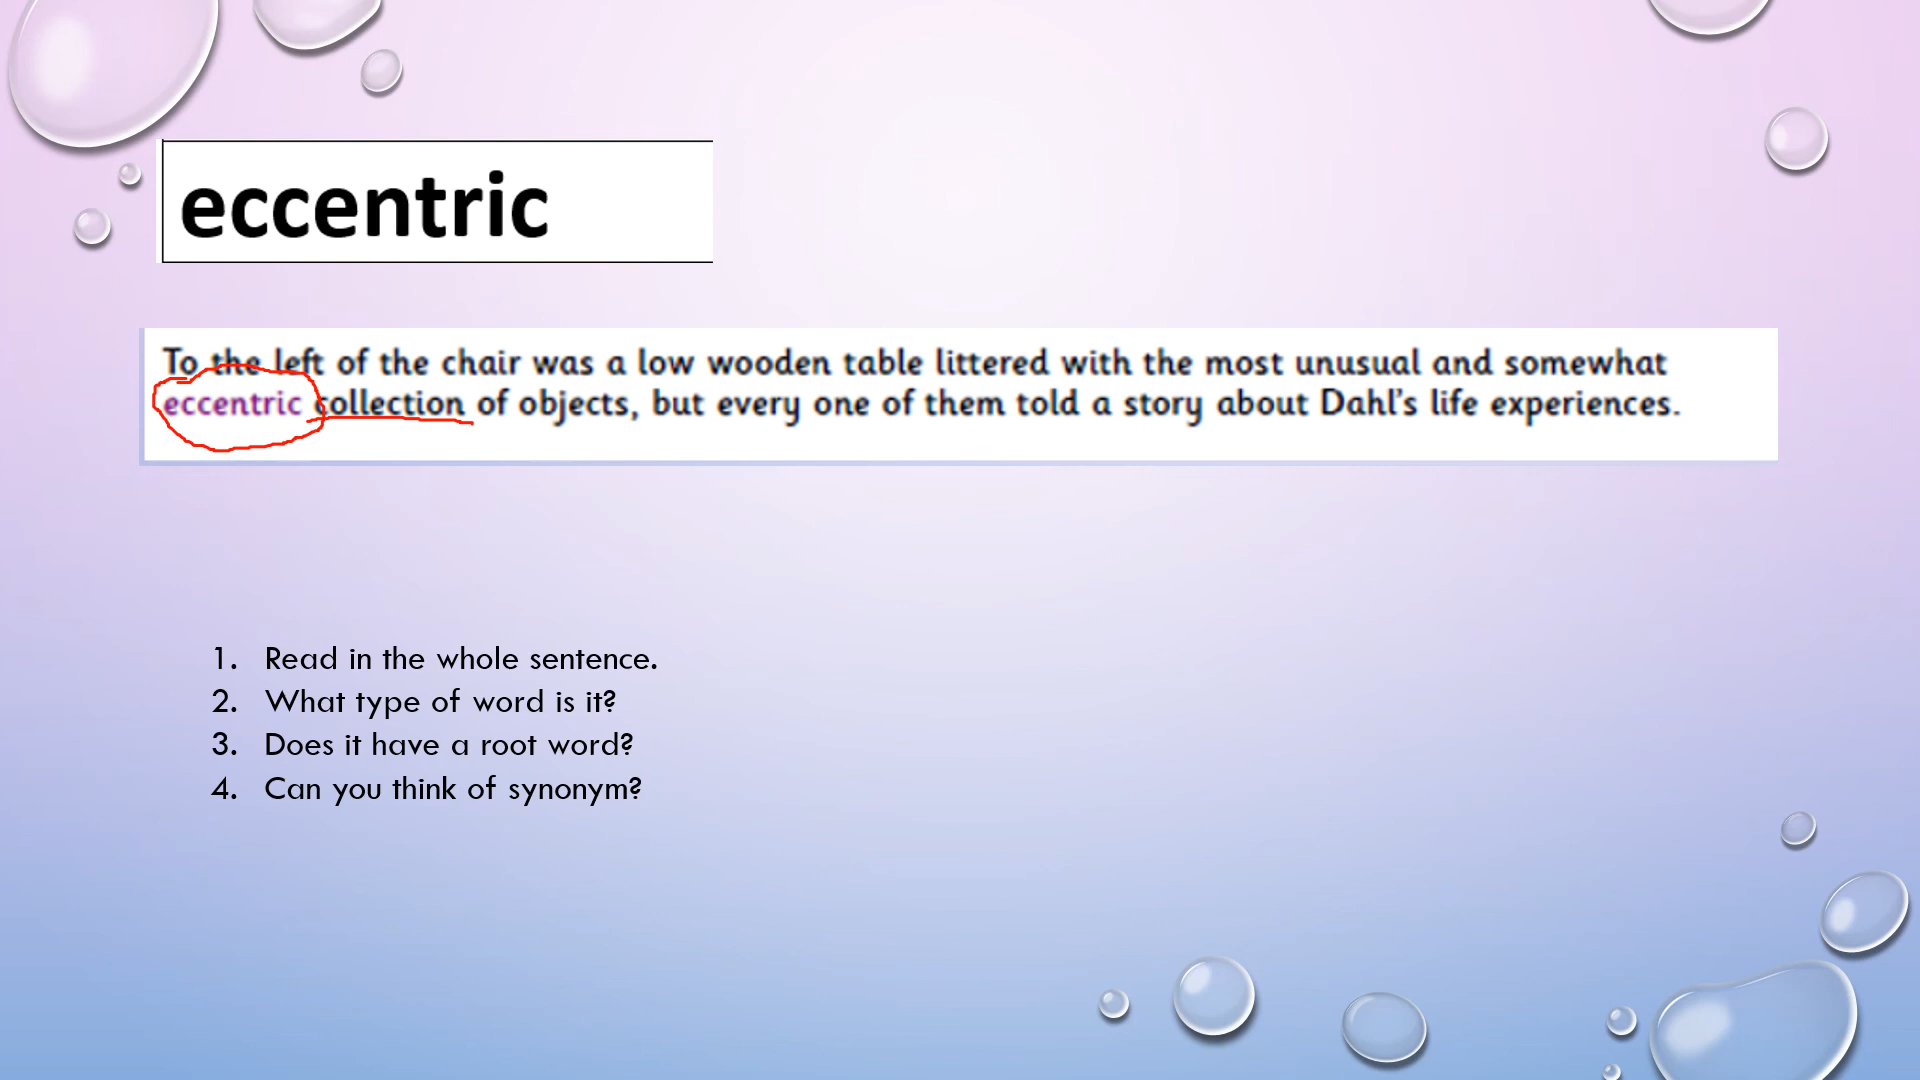 eccentric
To the left of the chair was a low wooden table littered with the most unusual and somewhat
eccentric collection of objects, but every one of them told a story about Dahl's life experiences.
1. Read in the whole sentence.
2. What type of word is it?
3. Does it have a root word?
4. Can you think of synonym?